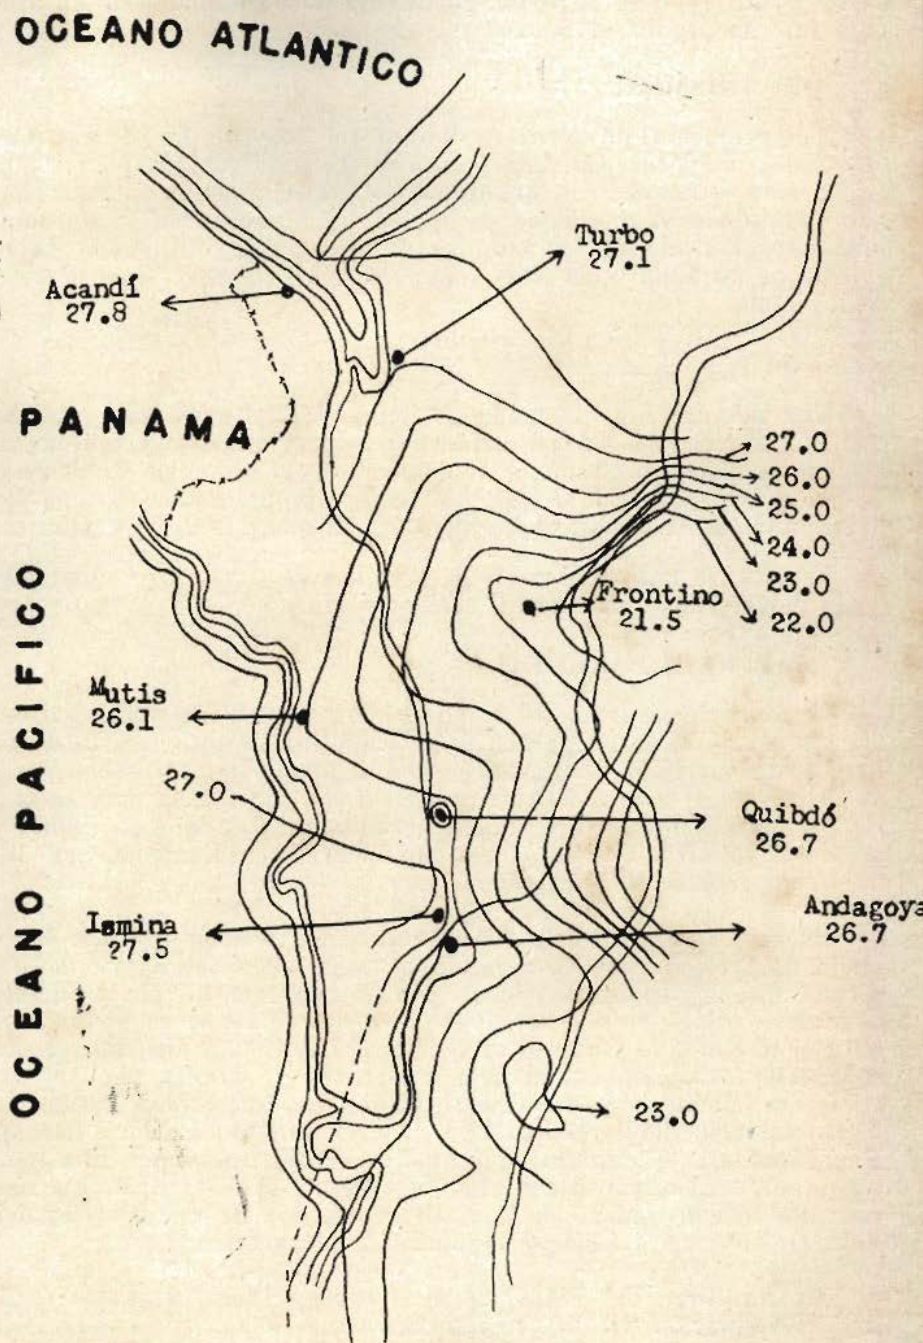 OCEANO ATLANTICO
Turbo
27.1
Acandí
27.8
PANAMA
27.0
26.0
25.0
24.0
23.0
22.0
Frontino
21.5
OCEANO PACIFICO
Mutis
26.1
27.0
Quibdó
26.7
Ismina
27.5
Andagoya
26.7
23.0